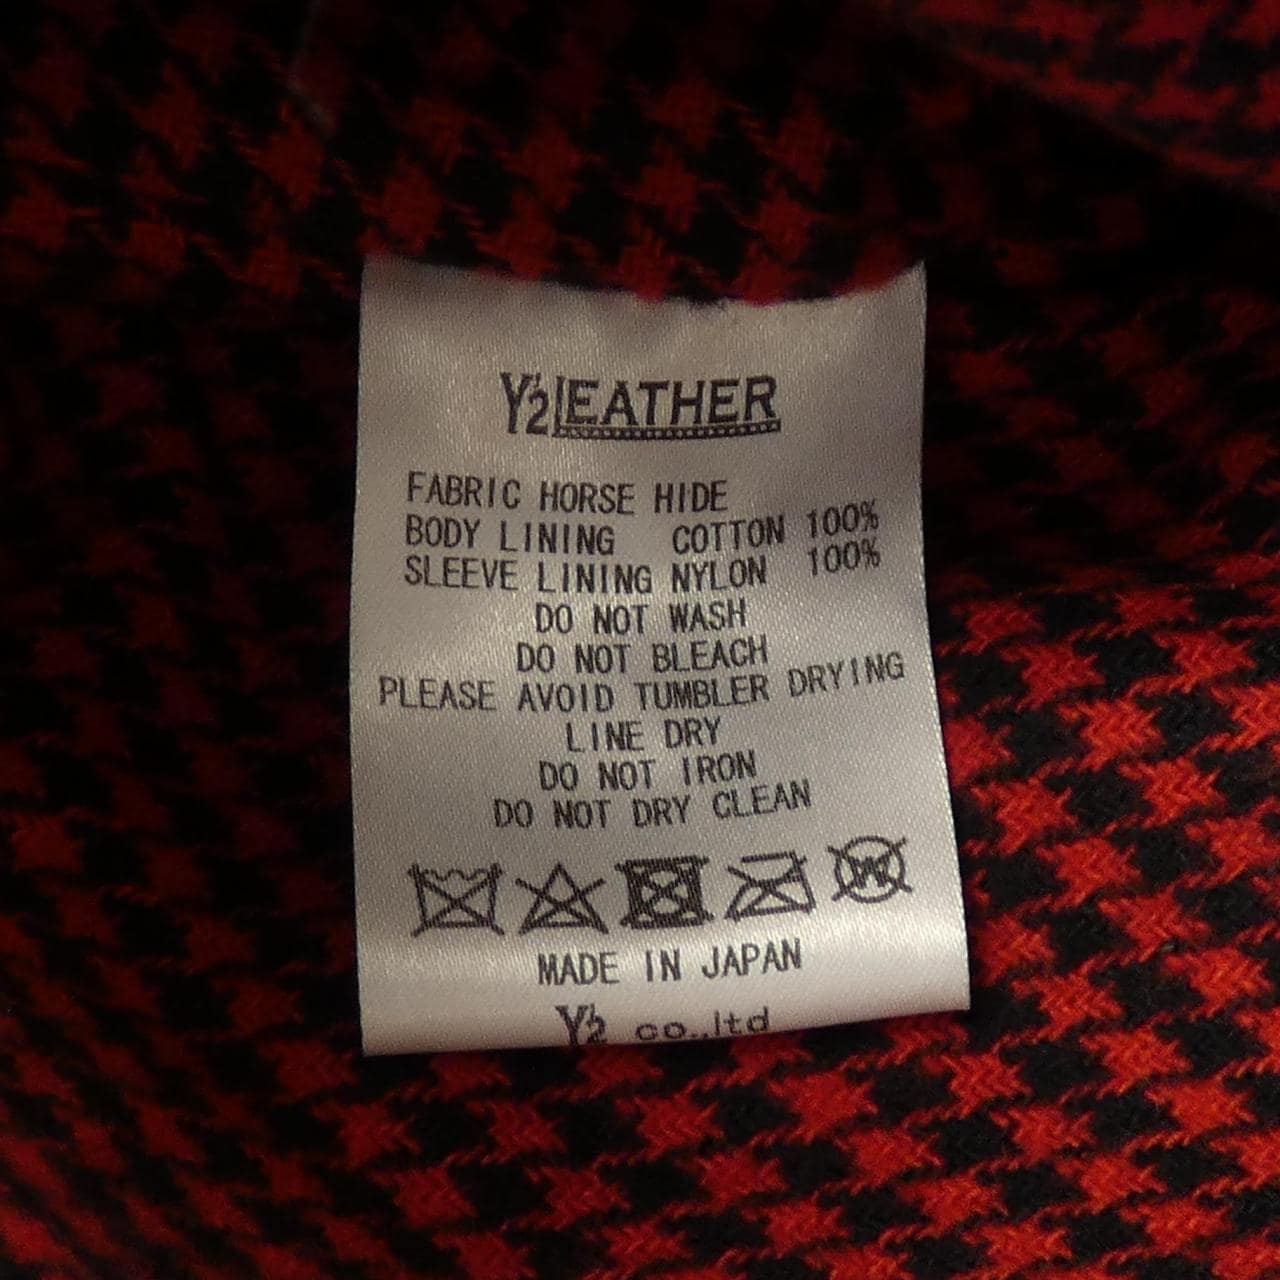 Y'2 LEATHER
FABRIC HORSE HIDE
BODY LINING COTTON 100%
SLEEVE LINING NYLON 100%
DO NOT WASH
DO NOT BLEACH
PLEASE AVOID TUMBLER DRYING
LINE DRY
DO NOT IRON
DO NOT DRY CLEAN
W
MADE IN JAPAN
Y'2 co.,ltd